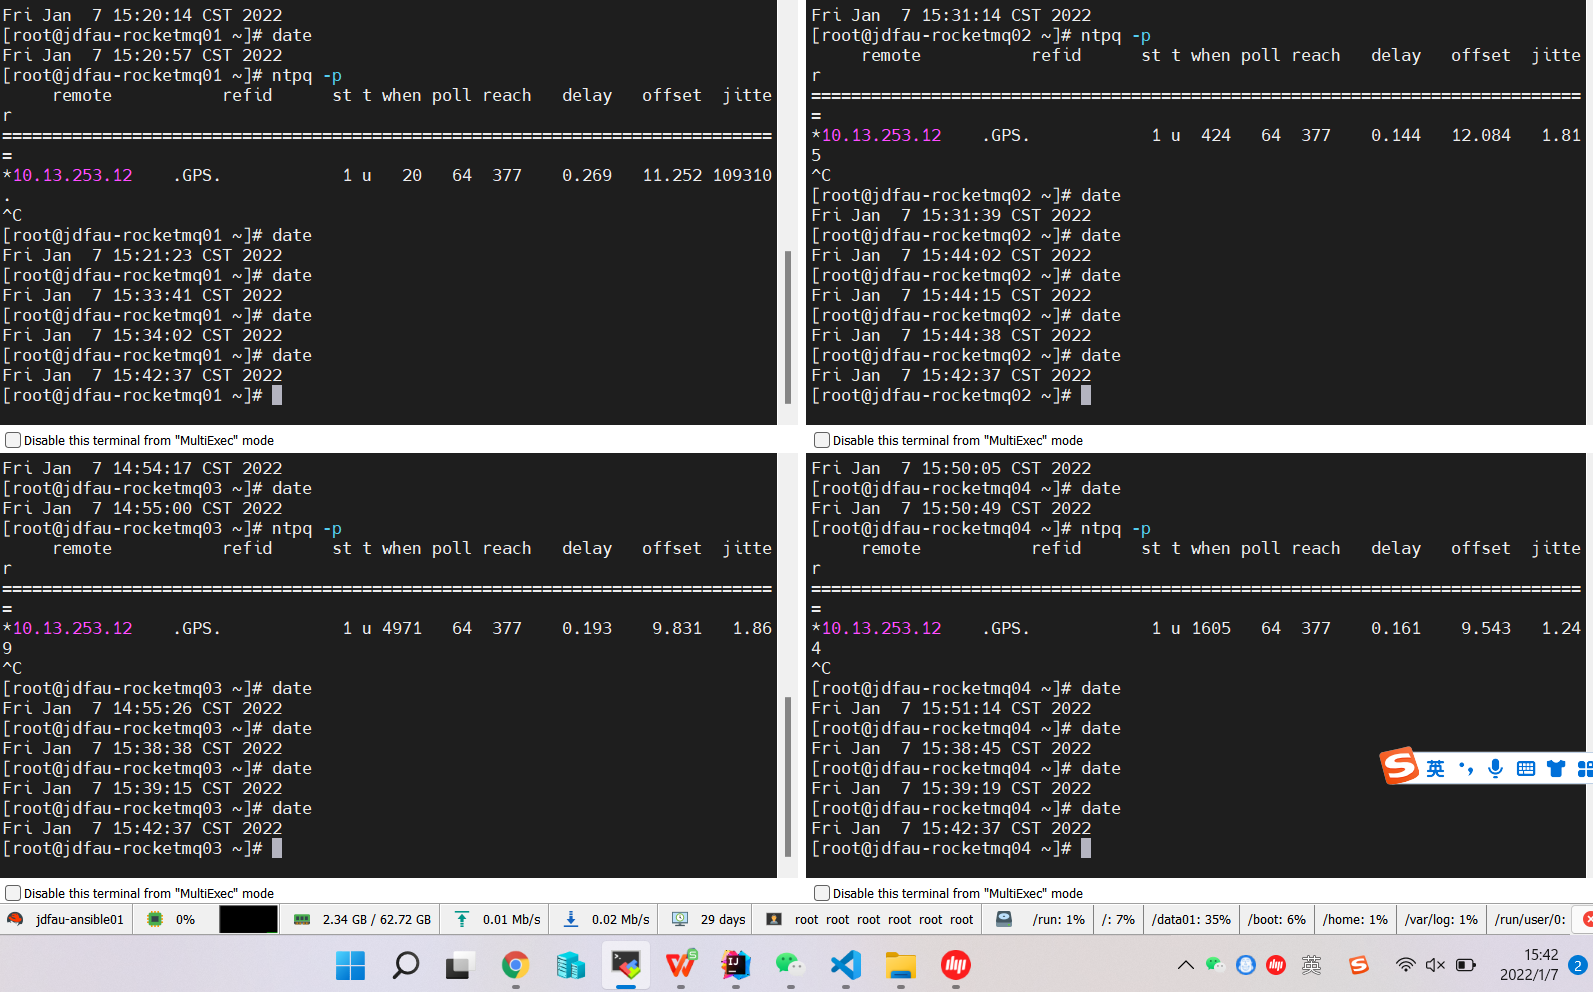 Fri Jan  7 15:20:14 CST 2022
[root@jdfau-rocketmq01 ~]# date
Fri Jan  7 15:20:57 CST 2022
[root@jdfau-rocketmq01 ~]# ntpq -p
     remote           refid      st t when poll reach   delay   offset  jitte
r
=============================================================================
=
*10.13.253.12    .GPS.            1 u   20   64  377    0.269   11.252 109310
.
^C
[root@jdfau-rocketmq01 ~]# date
Fri Jan  7 15:21:23 CST 2022
[root@jdfau-rocketmq01 ~]# date
Fri Jan  7 15:33:41 CST 2022
[root@jdfau-rocketmq01 ~]# date
Fri Jan  7 15:34:02 CST 2022
[root@jdfau-rocketmq01 ~]# date
Fri Jan  7 15:42:37 CST 2022
[root@jdfau-rocketmq01 ~]#
Disable this terminal from "MultiExec" mode
Fri Jan  7 15:31:14 CST 2022
[root@jdfau-rocketmq02 ~]# ntpq -p
     remote           refid      st t when poll reach   delay   offset  jitte
r
=============================================================================
=
*10.13.253.12    .GPS.            1 u  424   64  377    0.144   12.084   1.81
5
^C
[root@jdfau-rocketmq02 ~]# date
Fri Jan  7 15:31:39 CST 2022
[root@jdfau-rocketmq02 ~]# date
Fri Jan  7 15:44:02 CST 2022
[root@jdfau-rocketmq02 ~]# date
Fri Jan  7 15:44:15 CST 2022
[root@jdfau-rocketmq02 ~]# date
Fri Jan  7 15:44:38 CST 2022
[root@jdfau-rocketmq02 ~]# date
Fri Jan  7 15:42:37 CST 2022
[root@jdfau-rocketmq02 ~]#
Disable this terminal from "MultiExec" mode
Fri Jan  7 14:54:17 CST 2022
[root@jdfau-rocketmq03 ~]# date
Fri Jan  7 14:55:00 CST 2022
[root@jdfau-rocketmq03 ~]# ntpq -p
     remote           refid      st t when poll reach   delay   offset  jitte
r
=============================================================================
=
*10.13.253.12    .GPS.            1 u 4971   64  377    0.193    9.831   1.86
9
^C
[root@jdfau-rocketmq03 ~]# date
Fri Jan  7 14:55:26 CST 2022
[root@jdfau-rocketmq03 ~]# date
Fri Jan  7 15:38:38 CST 2022
[root@jdfau-rocketmq03 ~]# date
Fri Jan  7 15:39:15 CST 2022
[root@jdfau-rocketmq03 ~]# date
Fri Jan  7 15:42:37 CST 2022
[root@jdfau-rocketmq03 ~]#
Disable this terminal from "MultiExec" mode
Fri Jan  7 15:50:05 CST 2022
[root@jdfau-rocketmq04 ~]# date
Fri Jan  7 15:50:49 CST 2022
[root@jdfau-rocketmq04 ~]# ntpq -p
     remote           refid      st t when poll reach   delay   offset  jitte
r
=============================================================================
=
*10.13.253.12    .GPS.            1 u 1605   64  377    0.161    9.543   1.24
4
^C
[root@jdfau-rocketmq04 ~]# date
Fri Jan  7 15:51:14 CST 2022
[root@jdfau-rocketmq04 ~]# date
Fri Jan  7 15:38:45 CST 2022
[root@jdfau-rocketmq04 ~]# date
Fri Jan  7 15:39:19 CST 2022
[root@jdfau-rocketmq04 ~]# date
Fri Jan  7 15:42:37 CST 2022
[root@jdfau-rocketmq04 ~]#
英
Disable this terminal from "MultiExec" mode
jdfau-ansible01 0% 2.34 GB / 62.72 GB 0.01 Mb/s 0.02 Mb/s 29 days root root root root root root /run: 1% /: 7% /data01: 35% /boot: 6% /home: 1% /var/log: 1% /run/user/0:
英 15:42
2022/1/7 2